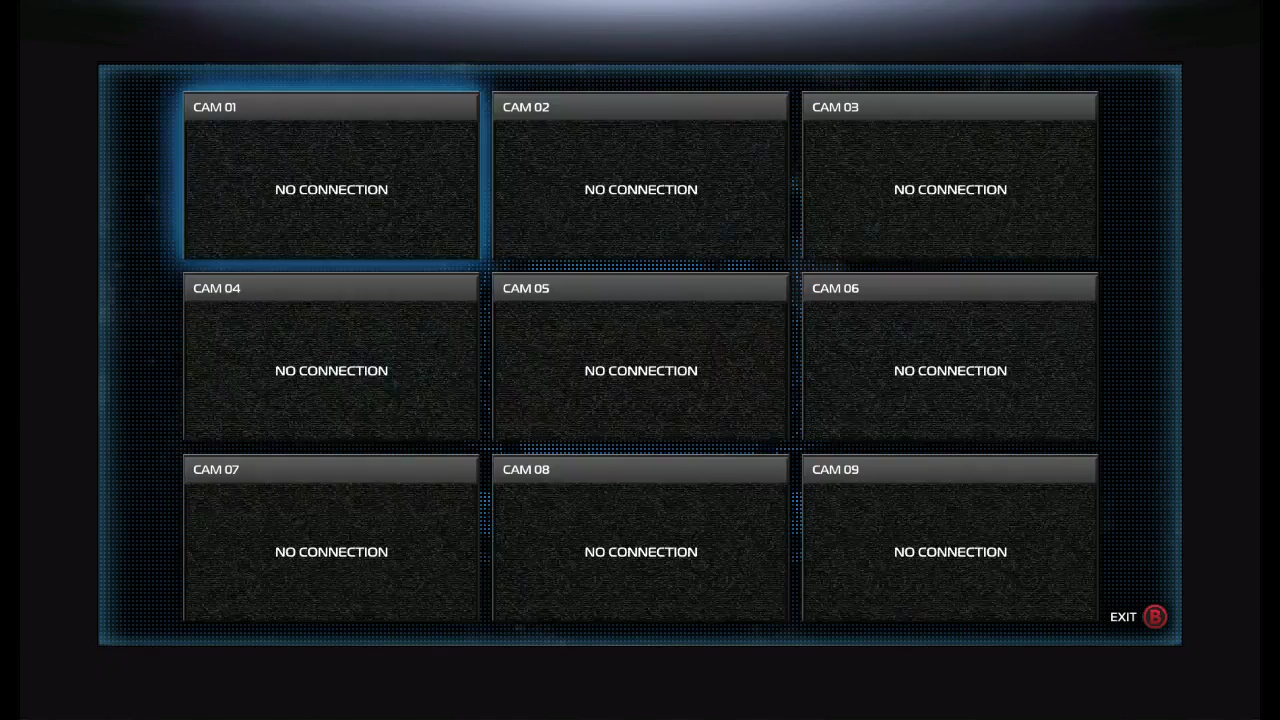 CAM 01
CAM 02
CAM 03
NO CONNECTION
NO CONNECTION
NO CONNECTION
CAM 04
CAM 05
CAM 06
NO CONNECTION
NO CONNECTION
NO CONNECTION
CAM 07
CAM 08
CAM 09
NO CONNECTION
NO CONNECTION
NO CONNECTION
EXIT B